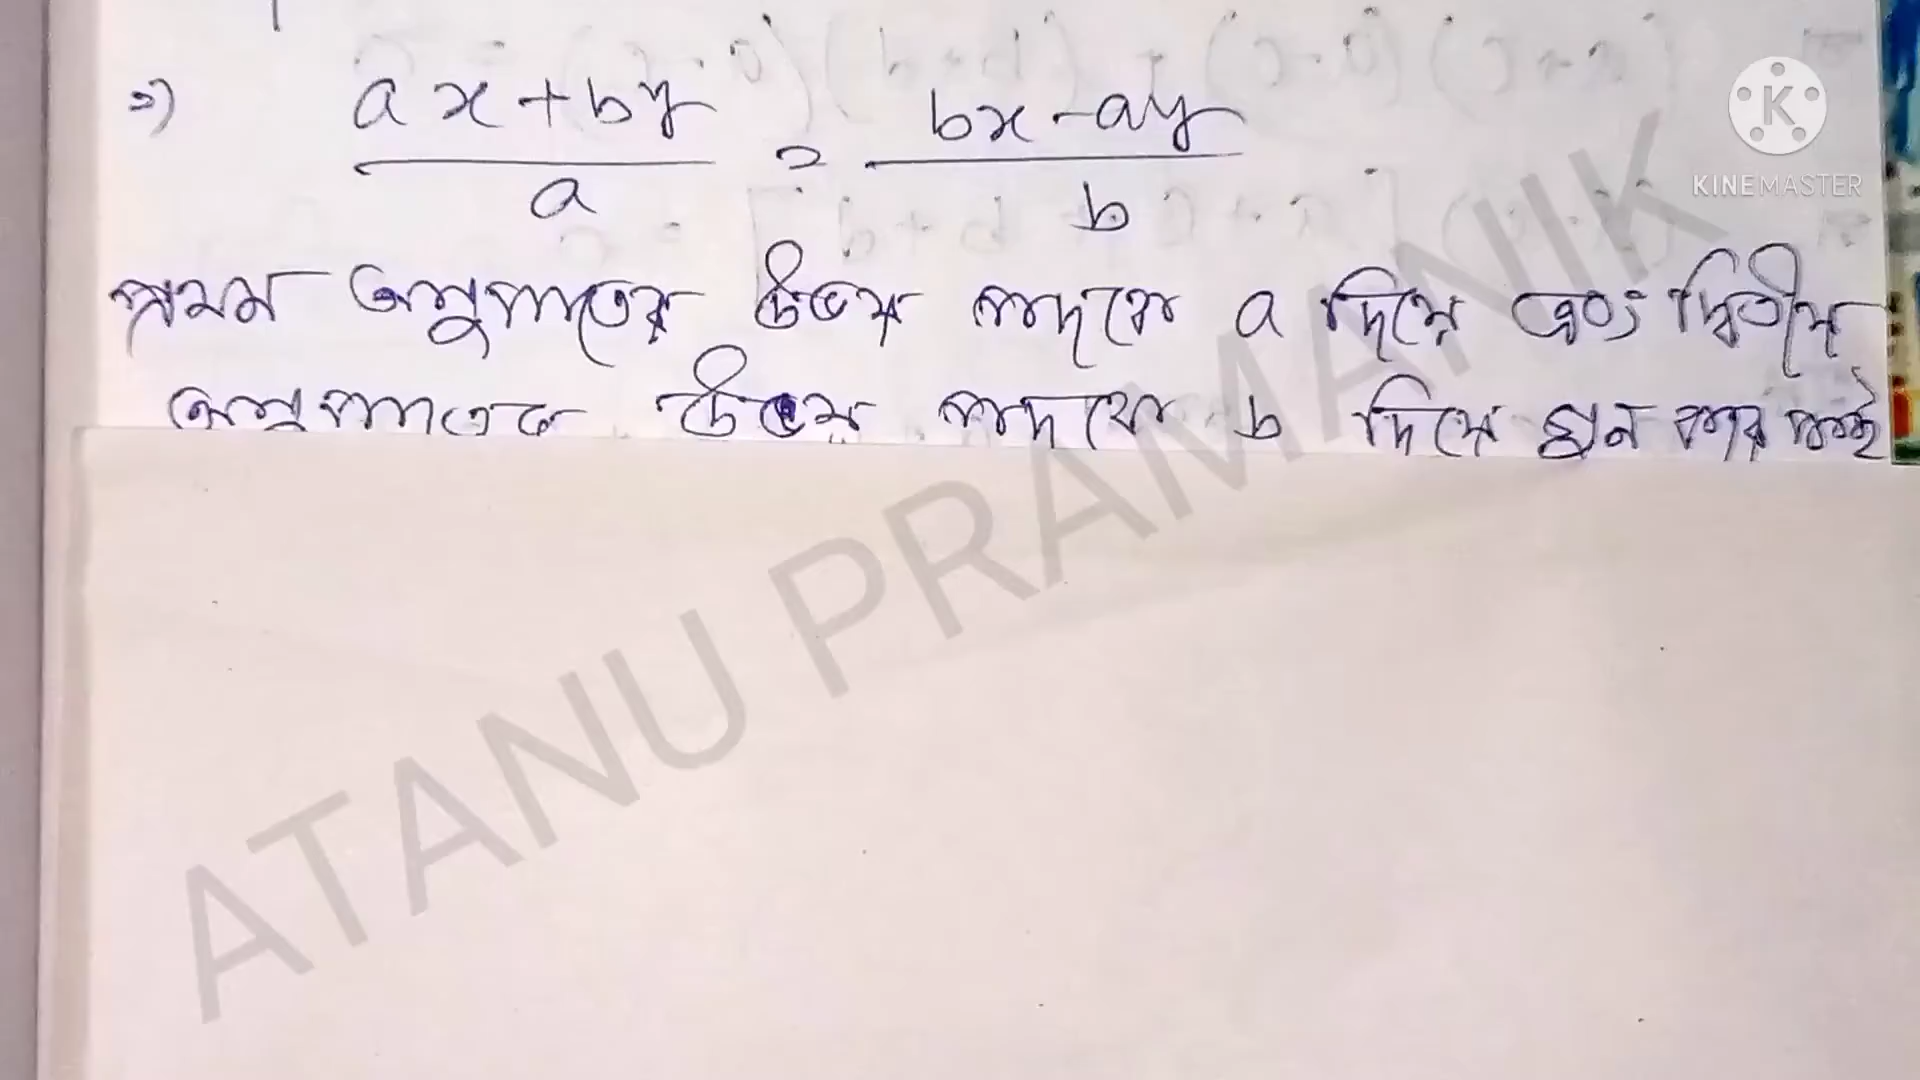 ⇒) ax+by/a = bx-ay/b
প্রথম অনুপাতের উভয় পদকে a দিয়ে এবং দ্বিতীয়
অনুপাতের উভয় পদকে b দিয়ে গুন করে পাই
K
KINEMASTER
ATANU PRAMANIK